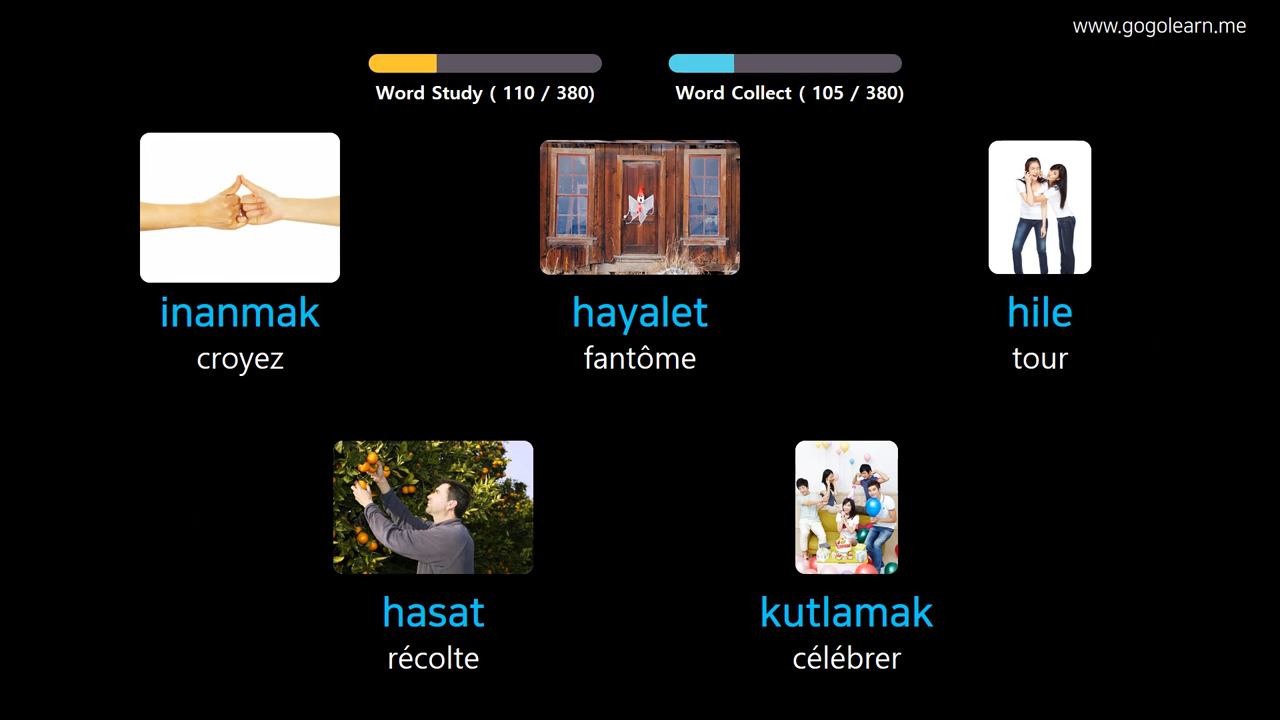 www.gogolearn.me
Word Study ( 110 / 380)
Word Collect ( 105 / 380)
inanmak
croyez
hayalet
fantôme
hile
tour
hasat
récolte
kutlamak
célébrer